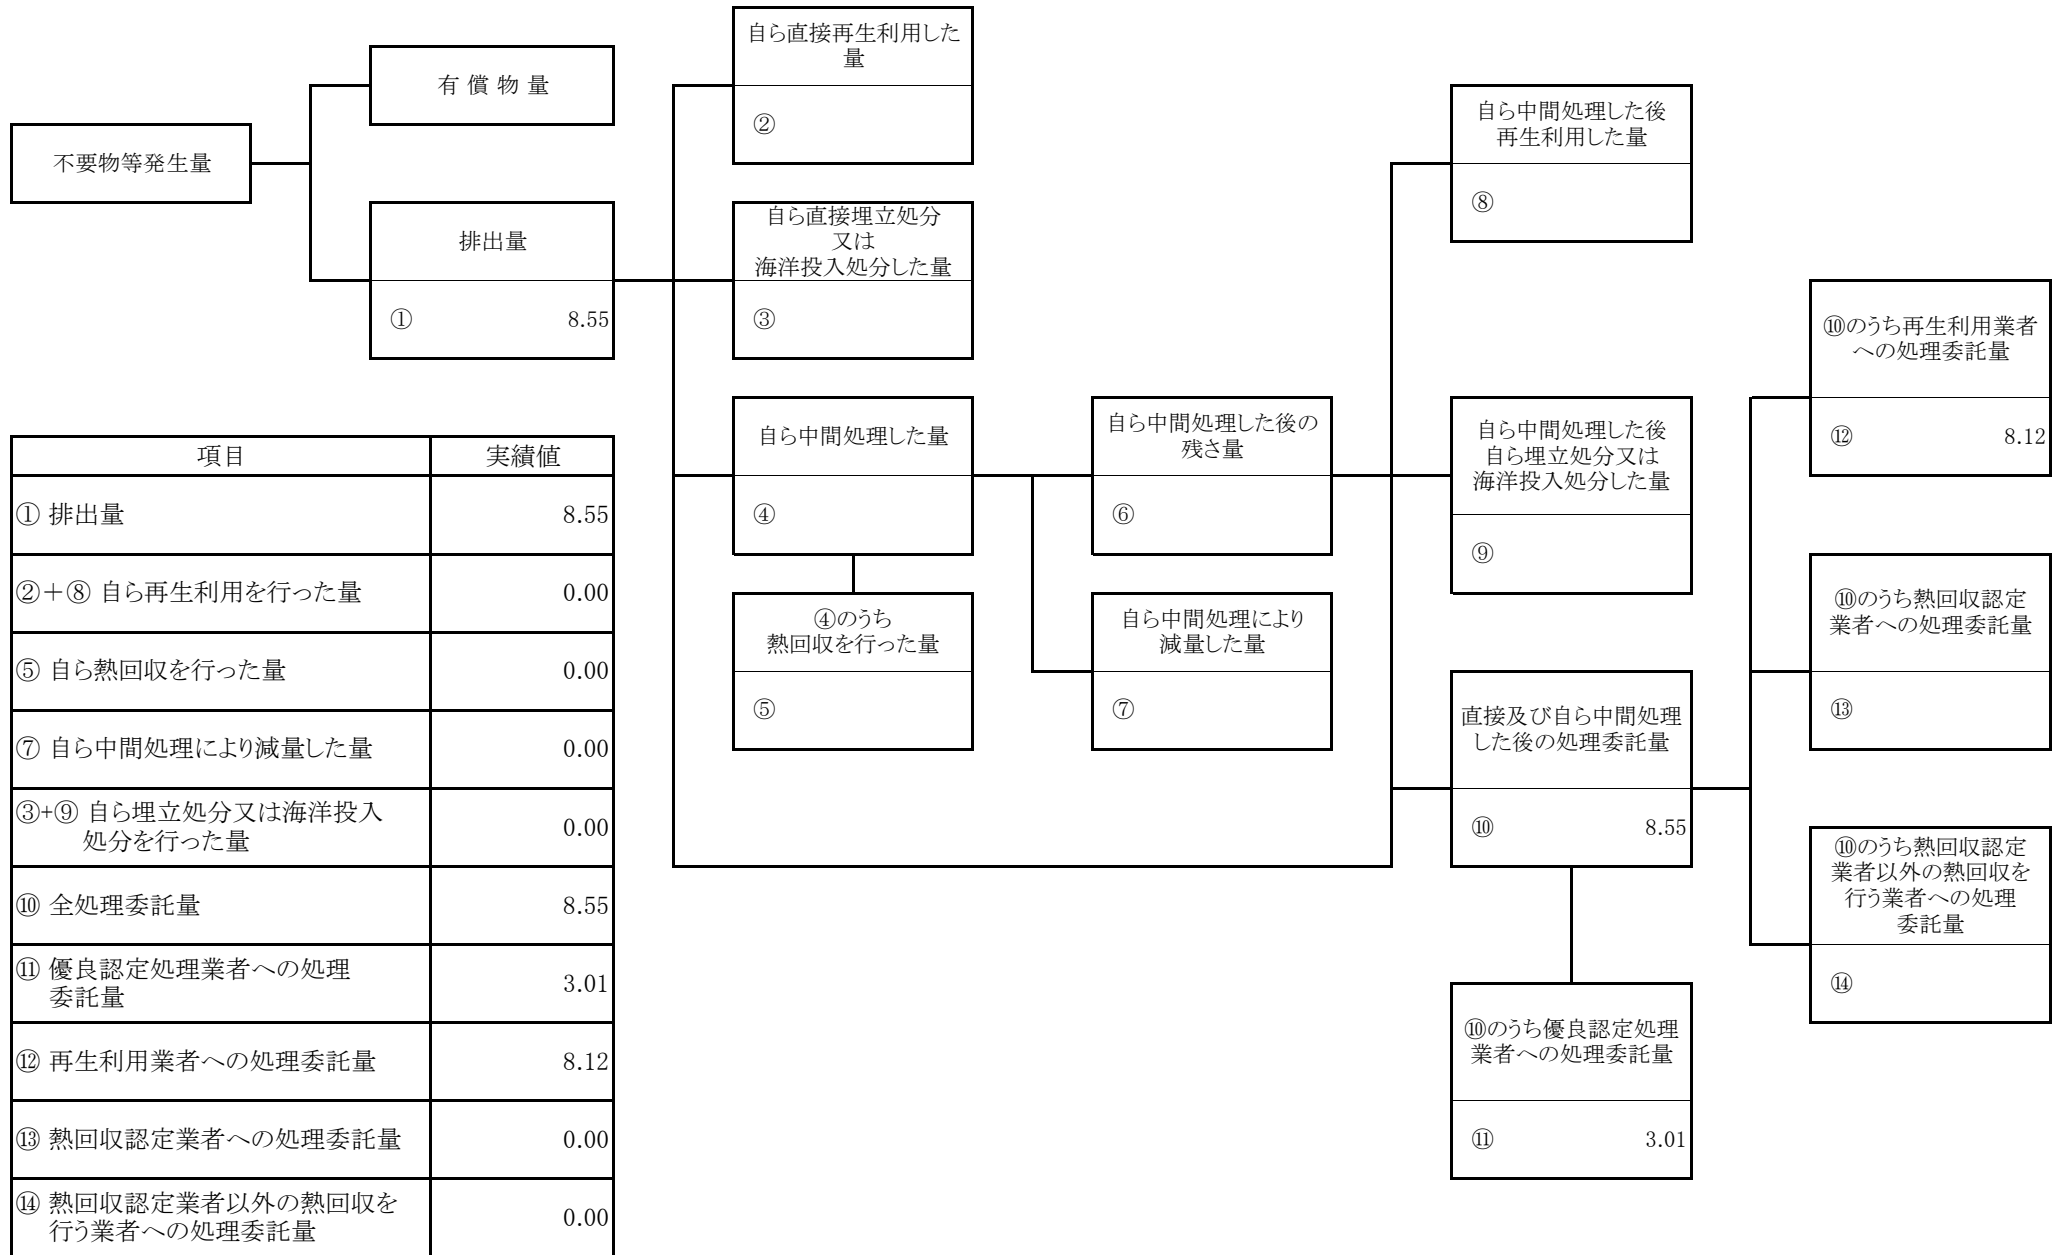 不要物等発生量
有 償 物 量
排出量
① 8.55
自ら直接再生利用した
量
②
自ら直接埋立処分
又は
海洋投入処分した量
③
自ら中間処理した量
④
④のうち
熱回収を行った量
⑤
自ら中間処理した後の
残さ量
⑥
自ら中間処理により
減量した量
⑦
自ら中間処理した後
再生利用した量
⑧
自ら中間処理した後
自ら埋立処分又は
海洋投入処分した量
⑨
直接及び自ら中間処理
した後の処理委託量
⑩ 8.55
⑩のうち優良認定処理
業者への処理委託量
⑪ 3.01
⑩のうち再生利用業者
への処理委託量
⑫ 8.12
⑩のうち熱回収認定
業者への処理委託量
⑬
⑩のうち熱回収認定
業者以外の熱回収を
行う業者への処理
委託量
⑭
項目 実績値
① 排出量 8.55
②＋⑧ 自ら再生利用を行った量 0.00
⑤ 自ら熱回収を行った量 0.00
⑦ 自ら中間処理により減量した量 0.00
③+⑨ 自ら埋立処分又は海洋投入
処分を行った量 0.00
⑩ 全処理委託量 8.55
⑪ 優良認定処理業者への処理
委託量 3.01
⑫ 再生利用業者への処理委託量 8.12
⑬ 熱回収認定業者への処理委託量 0.00
⑭ 熱回収認定業者以外の熱回収を
行う業者への処理委託量 0.00